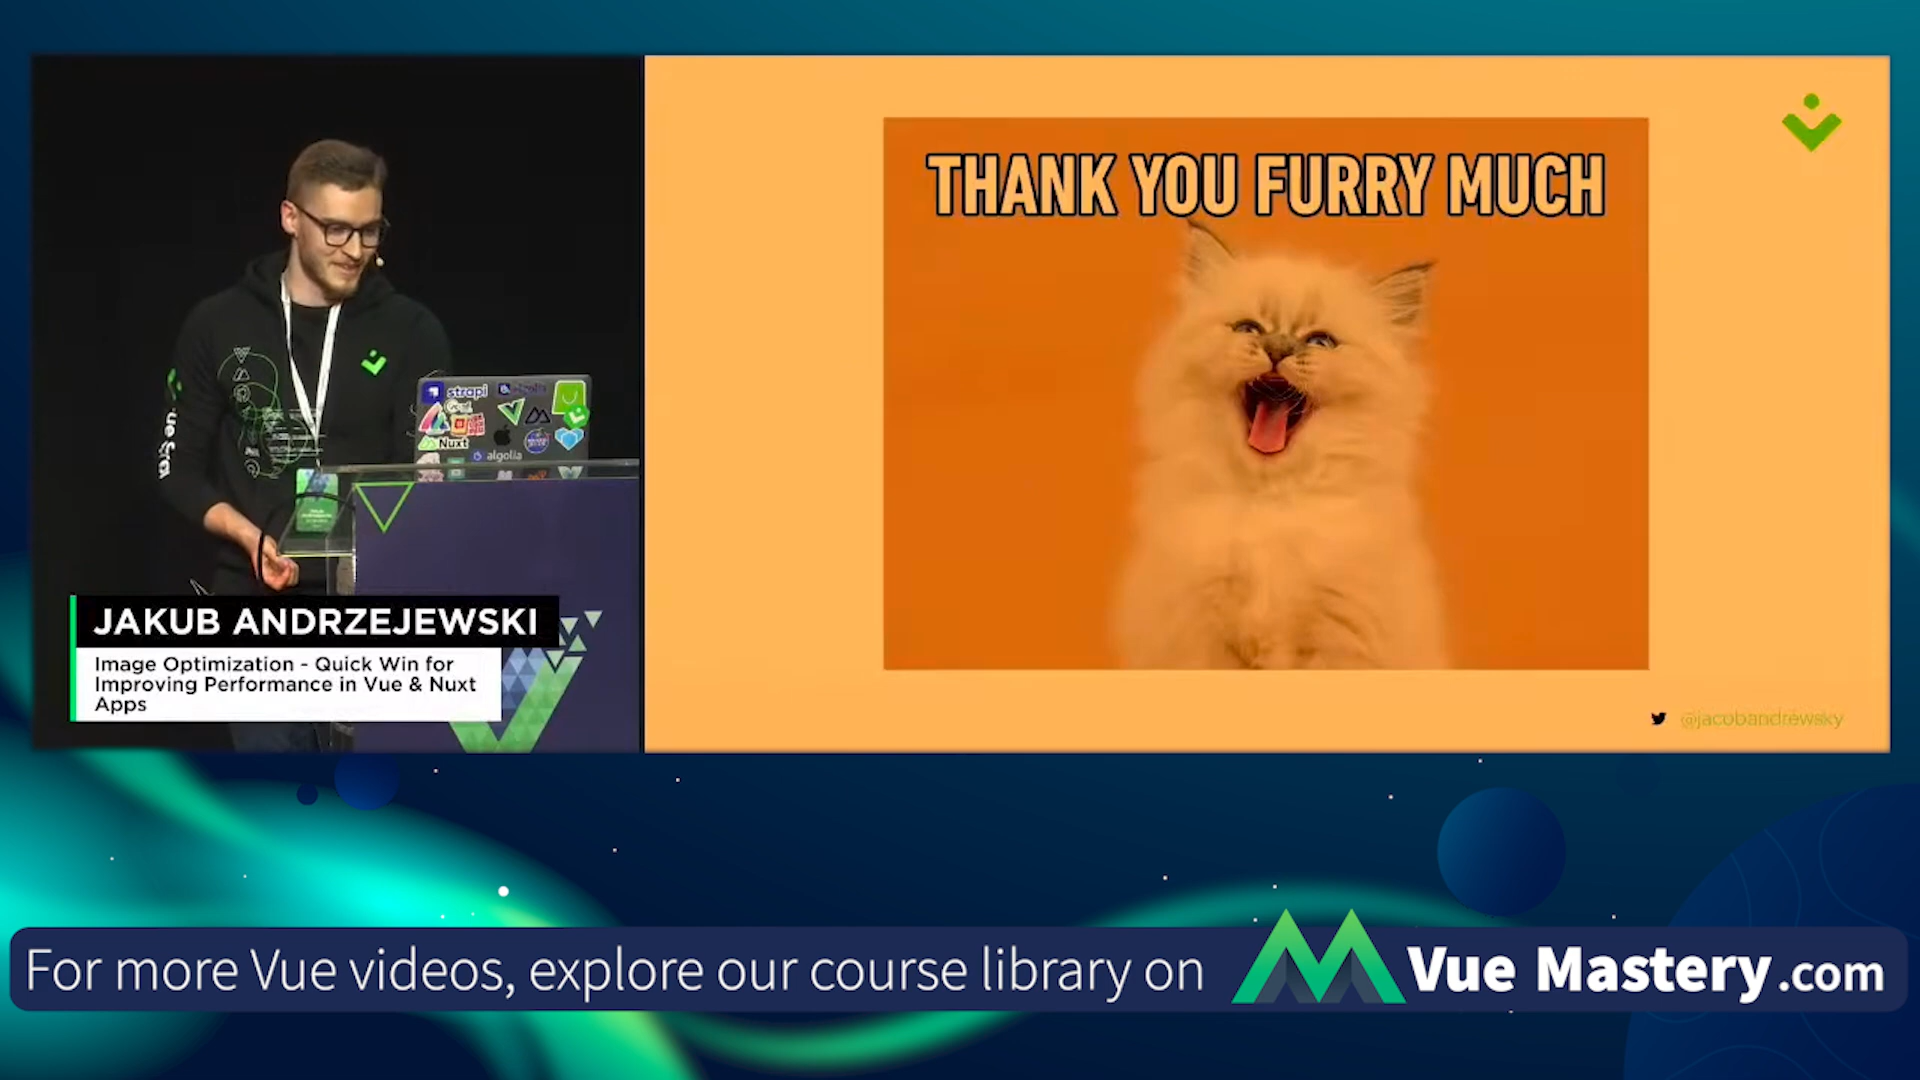 THANK YOU FURRY MUCH
strapi
Nuxt
algolia
JAKUB ANDRZEJEWSKI
Image Optimization - Quick Win for
Improving Performance in Vue & Nuxt
Apps
@jacobandrewsky
For more Vue videos, explore our course library on Vue Mastery.com